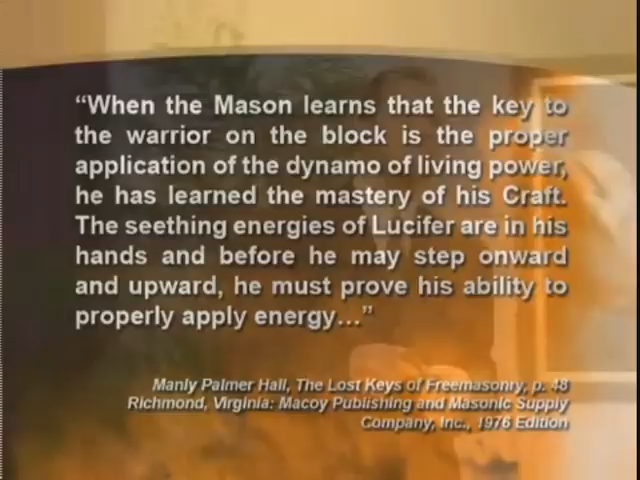 “When the Mason learns that the key to
the warrior on the block is the proper
application of the dynamo of living power,
he has learned the mastery of his Craft.
The seething energies of Lucifer are in his
hands and before he may step onward
and upward, he must prove his ability to
properly apply energy…”
Manly Palmer Hall, The Lost Keys of Freemasonry, p. 48
Richmond, Virginia: Macoy Publishing and Masonic Supply
Company, Inc., 1976 Edition